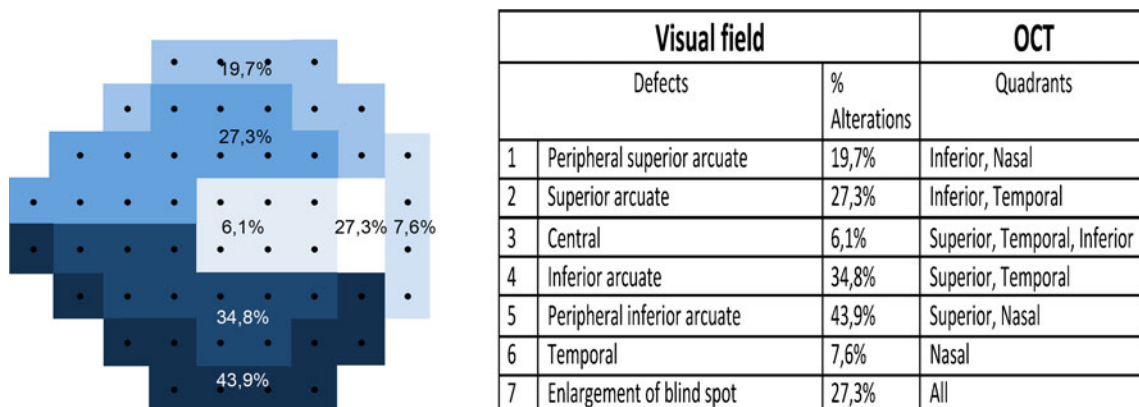 19,7%
27,3%
6,1% 27,3% 7,6%
34,8%
43,9%
Visual field OCT
Defects % Alterations Quadrants
1 Peripheral superior arcuate 19,7% Inferior, Nasal
2 Superior arcuate 27,3% Inferior, Temporal
3 Central 6,1% Superior, Temporal, Inferior
4 Inferior arcuate 34,8% Superior, Temporal
5 Peripheral inferior arcuate 43,9% Superior, Nasal
6 Temporal 7,6% Nasal
7 Enlargement of blind spot 27,3% All